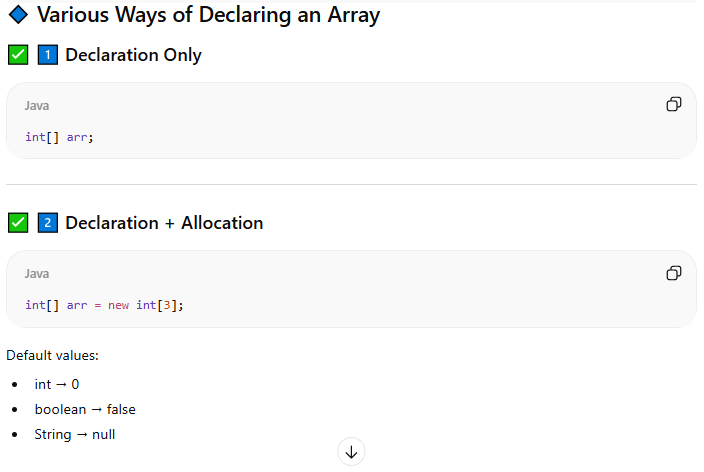 🔷 Various Ways of Declaring an Array
✅ 1️⃣ Declaration Only
Java
int[] arr;
✅ 2️⃣ Declaration + Allocation
Java
int[] arr = new int[3];
Default values:
• int → 0
• boolean → false
• String → null